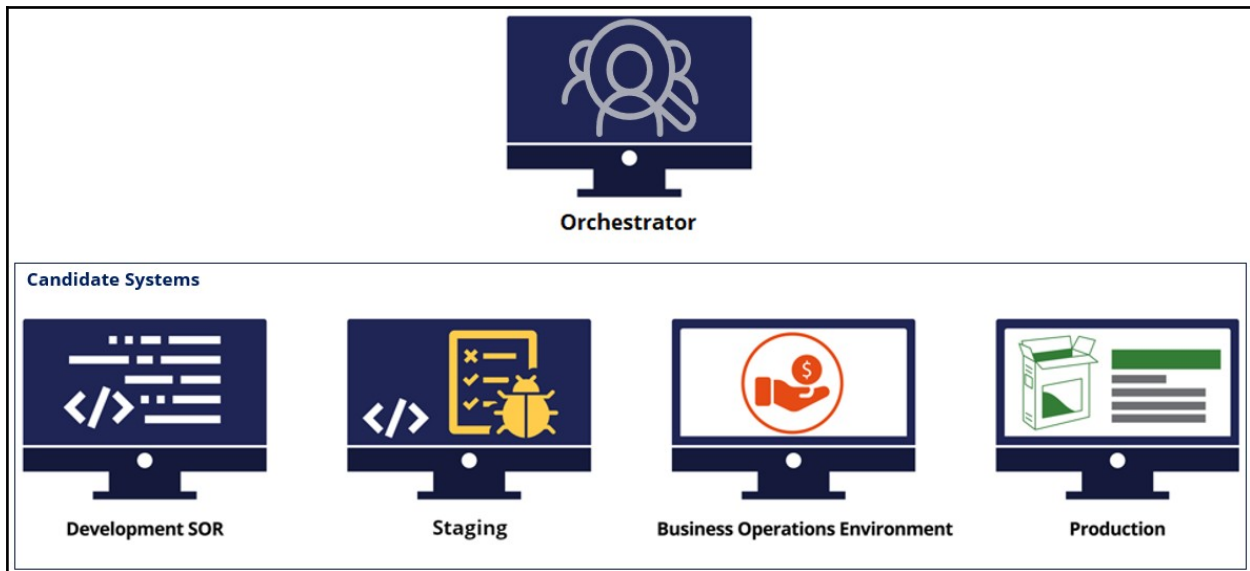 Orchestrator
Candidate Systems
</>
</>
$
Development SOR
Staging
Business Operations Environment
Production